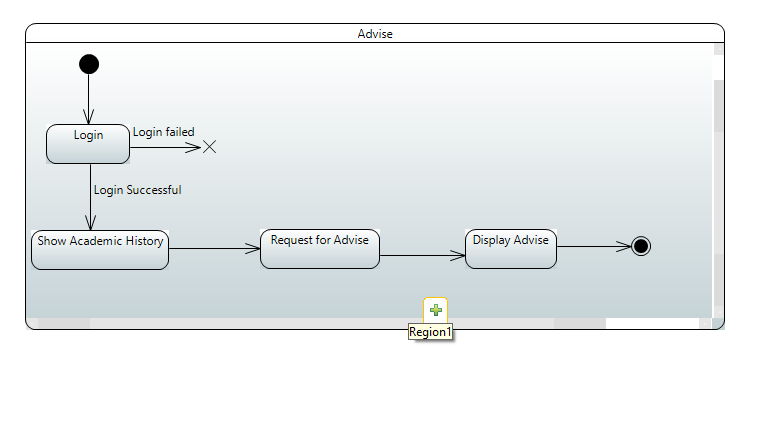 Advise
Login
Login failed
Login Successful
Show Academic History
Request for Advise
Display Advise
Region1